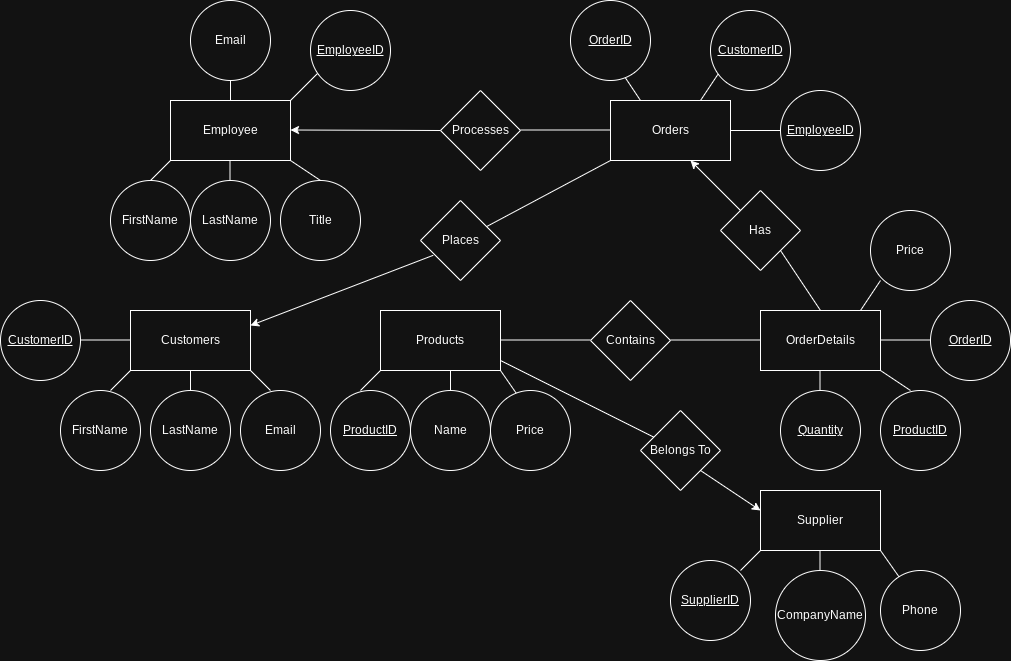 Email
EmployeeID
OrderID
CustomerID
Employee
Processes
Orders
EmployeeID
FirstName
LastName
Title
Places
Has
Price
CustomerID
Customers
Products
Contains
OrderDetails
OrderID
FirstName
LastName
Email
ProductID
Name
Price
Quantity
ProductID
Belongs To
Supplier
SupplierID
CompanyName
Phone